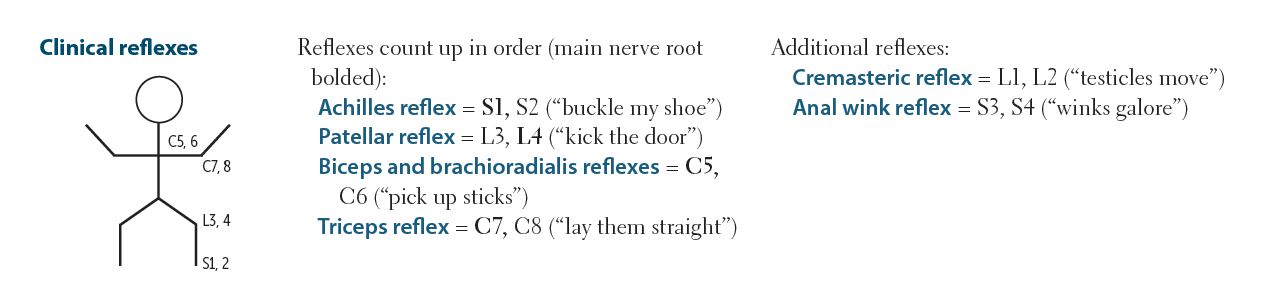 Clinical reflexes
C5, 6
C7, 8
L3, 4
S1, 2
Reflexes count up in order (main nerve root
bolded):
Achilles reflex = S1, S2 (“buckle my shoe”)
Patellar reflex = L3, L4 (“kick the door”)
Biceps and brachioradialis reflexes = C5,
C6 (“pick up sticks”)
Triceps reflex = C7, C8 (“lay them straight”)
Additional reflexes:
Cremasteric reflex = L1, L2 (“testicles move”)
Anal wink reflex = S3, S4 (“winks galore”)